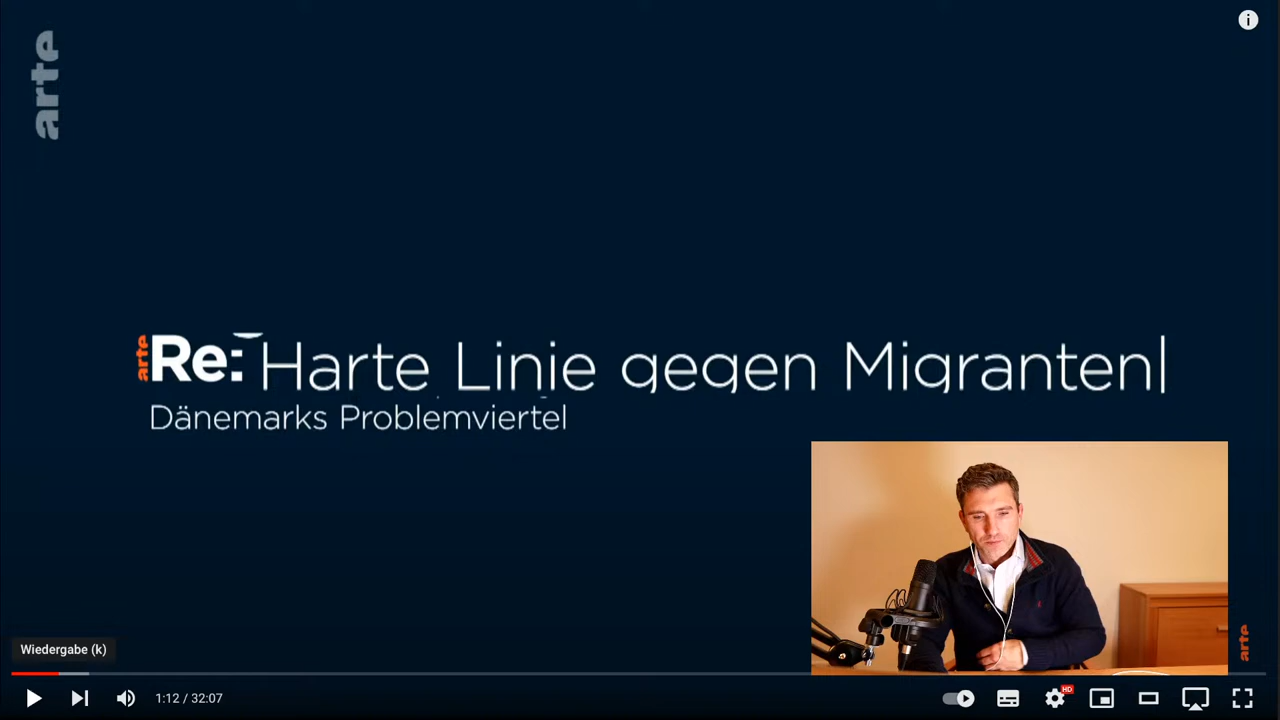 arte
arte Re: Harte Linie gegen Migranten|
Dänemarks Problemviertel
arte
Wiedergabe (k)
1:12 / 32:07
HD